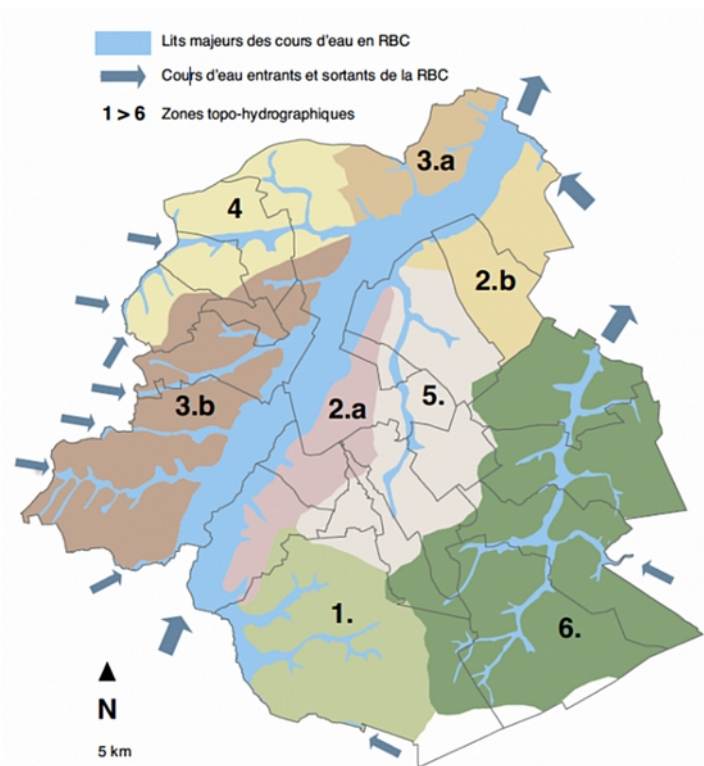 Lits majeurs des cours d'eau en RBC
Cours d'eau entrants et sortants de la RBC
1 > 6 Zones topo-hydrographiques
3.a
4
2.b
3.b
2.a
5.
1.
6.
N
5 km